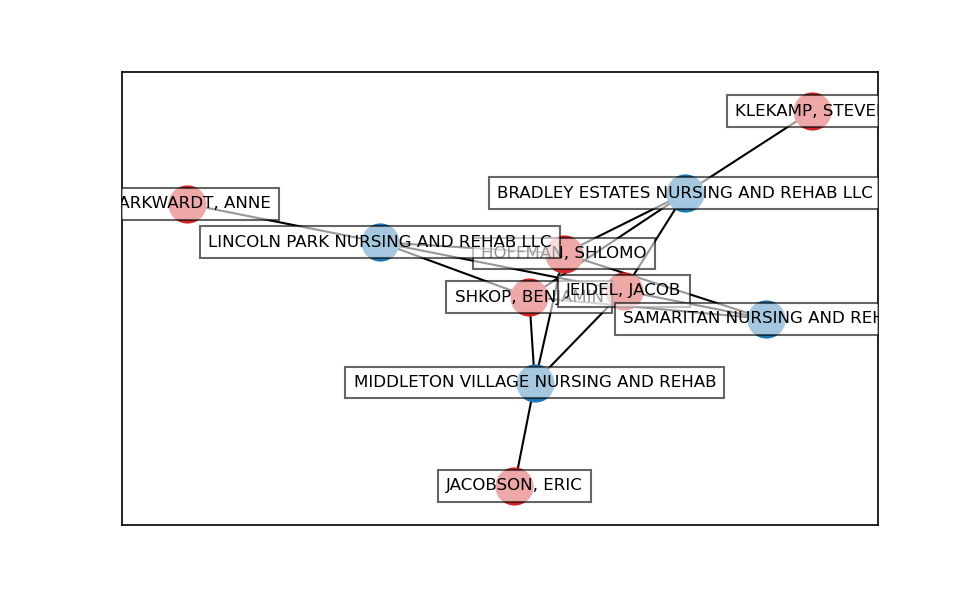 KLEKAMP, STEVE
BRADLEY ESTATES NURSING AND REHAB LLC
ARKWARDT, ANNE
LINCOLN PARK NURSING AND REHAB LLC
HOFFMAN, SHLOMO
JEIDEL, JACOB
SHKOP, BENJAMIN
SAMARITAN NURSING AND REH
MIDDLETON VILLAGE NURSING AND REHAB
JACOBSON, ERIC